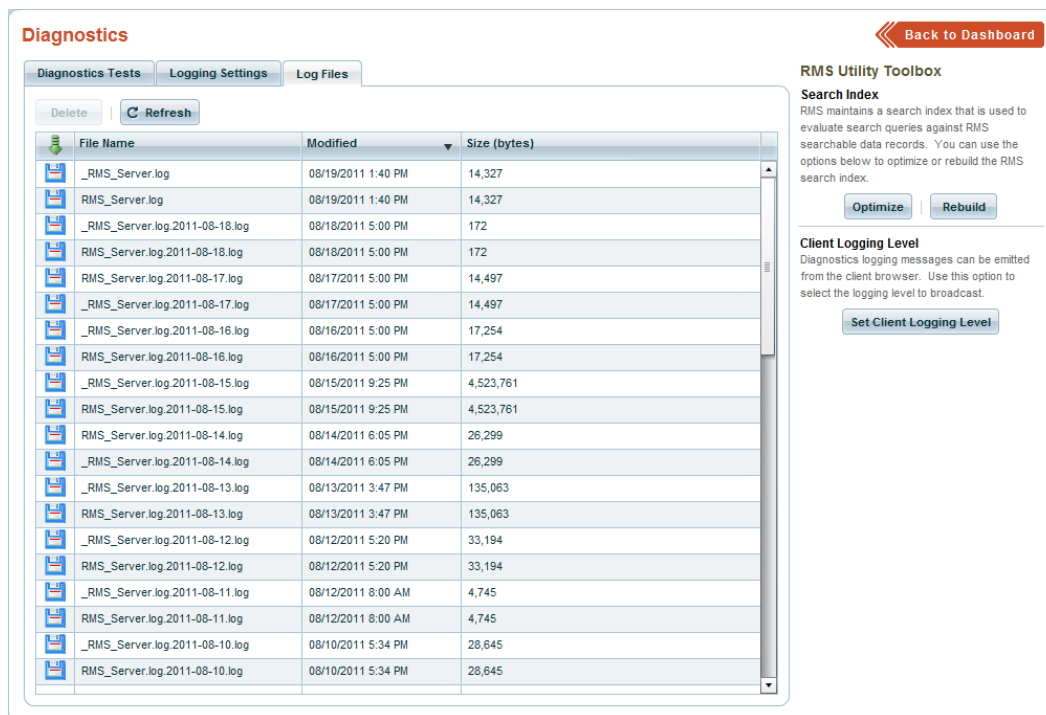 Diagnostics
Back to Dashboard
Diagnostics Tests
Logging Settings
Log Files
Delete
Refresh
File Name Modified Size (bytes)
_RMS_Server.log 08/19/2011 1:40 PM 14,327
RMS_Server.log 08/19/2011 1:40 PM 14,327
_RMS_Server.log.2011-08-18.log 08/18/2011 5:00 PM 172
RMS_Server.log.2011-08-18.log 08/18/2011 5:00 PM 172
RMS_Server.log.2011-08-17.log 08/17/2011 5:00 PM 14,497
_RMS_Server.log.2011-08-17.log 08/17/2011 5:00 PM 14,497
_RMS_Server.log.2011-08-16.log 08/16/2011 5:00 PM 17,254
RMS_Server.log.2011-08-16.log 08/16/2011 5:00 PM 17,254
_RMS_Server.log.2011-08-15.log 08/15/2011 9:25 PM 4,523,761
RMS_Server.log.2011-08-15.log 08/15/2011 9:25 PM 4,523,761
RMS_Server.log.2011-08-14.log 08/14/2011 6:05 PM 26,299
_RMS_Server.log.2011-08-14.log 08/14/2011 6:05 PM 26,299
_RMS_Server.log.2011-08-13.log 08/13/2011 3:47 PM 135,063
RMS_Server.log.2011-08-13.log 08/13/2011 3:47 PM 135,063
_RMS_Server.log.2011-08-12.log 08/12/2011 5:20 PM 33,194
RMS_Server.log.2011-08-12.log 08/12/2011 5:20 PM 33,194
_RMS_Server.log.2011-08-11.log 08/12/2011 8:00 AM 4,745
RMS_Server.log.2011-08-11.log 08/12/2011 8:00 AM 4,745
_RMS_Server.log.2011-08-10.log 08/10/2011 5:34 PM 28,645
RMS_Server.log.2011-08-10.log 08/10/2011 5:34 PM 28,645
RMS Utility Toolbox
Search Index
RMS maintains a search index that is used to
evaluate search queries against RMS
searchable data records. You can use the
options below to optimize or rebuild the RMS
search index.
Optimize
Rebuild
Client Logging Level
Diagnostics logging messages can be emitted
from the client browser. Use this option to
select the logging level to broadcast.
Set Client Logging Level